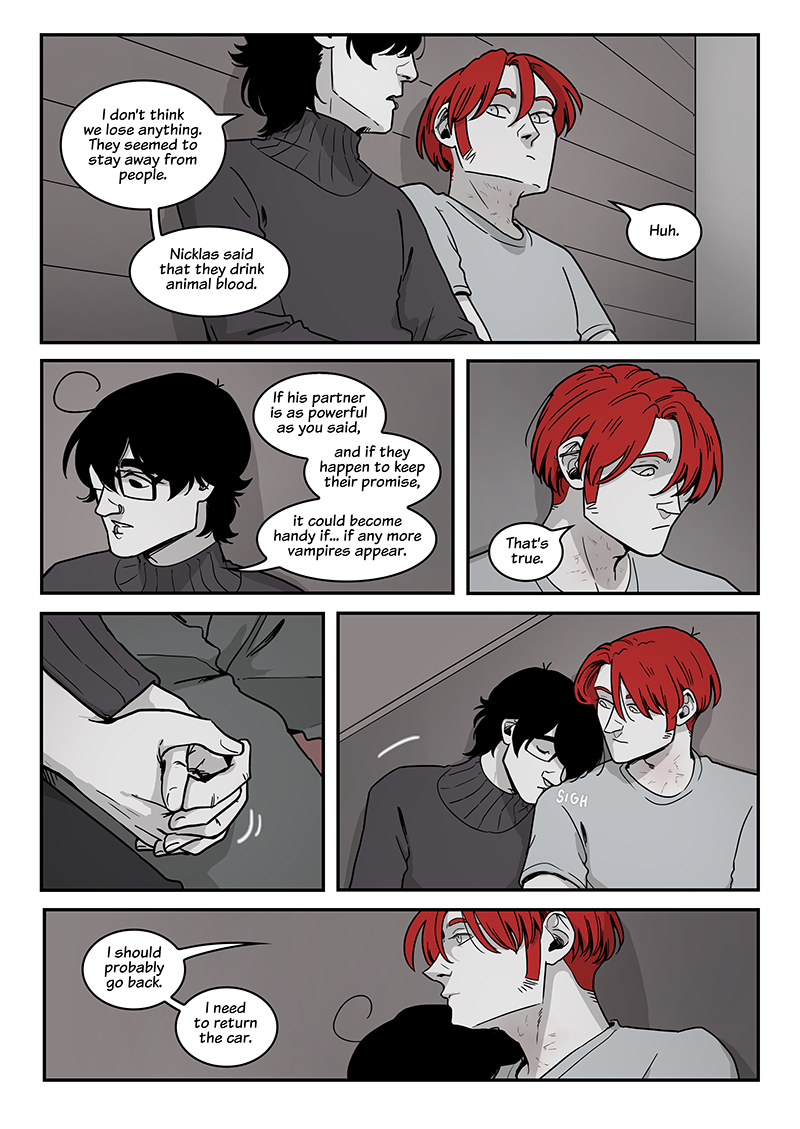 I don't think
we lose anything.
They seemed to
stay away from
people.
Nicklas said
that they drink
animal blood.
Huh.
If his partner
is as powerful
as you said,
and if they
happen to keep
their promise,
it could become
handy if... if any more
vampires appear.
That's
true.
SIGH
I should
probably
go back.
I need
to return
the car.